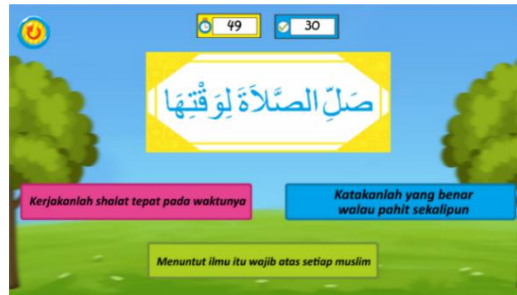 49
30
صَلِّ الصَّلاَةَ لِوَقْتِهَا
Kerjakanlah shalat tepat pada waktunya
Katakanlah yang benar
walau pahit sekalipun
Menuntut ilmu itu wajib atas setiap muslim